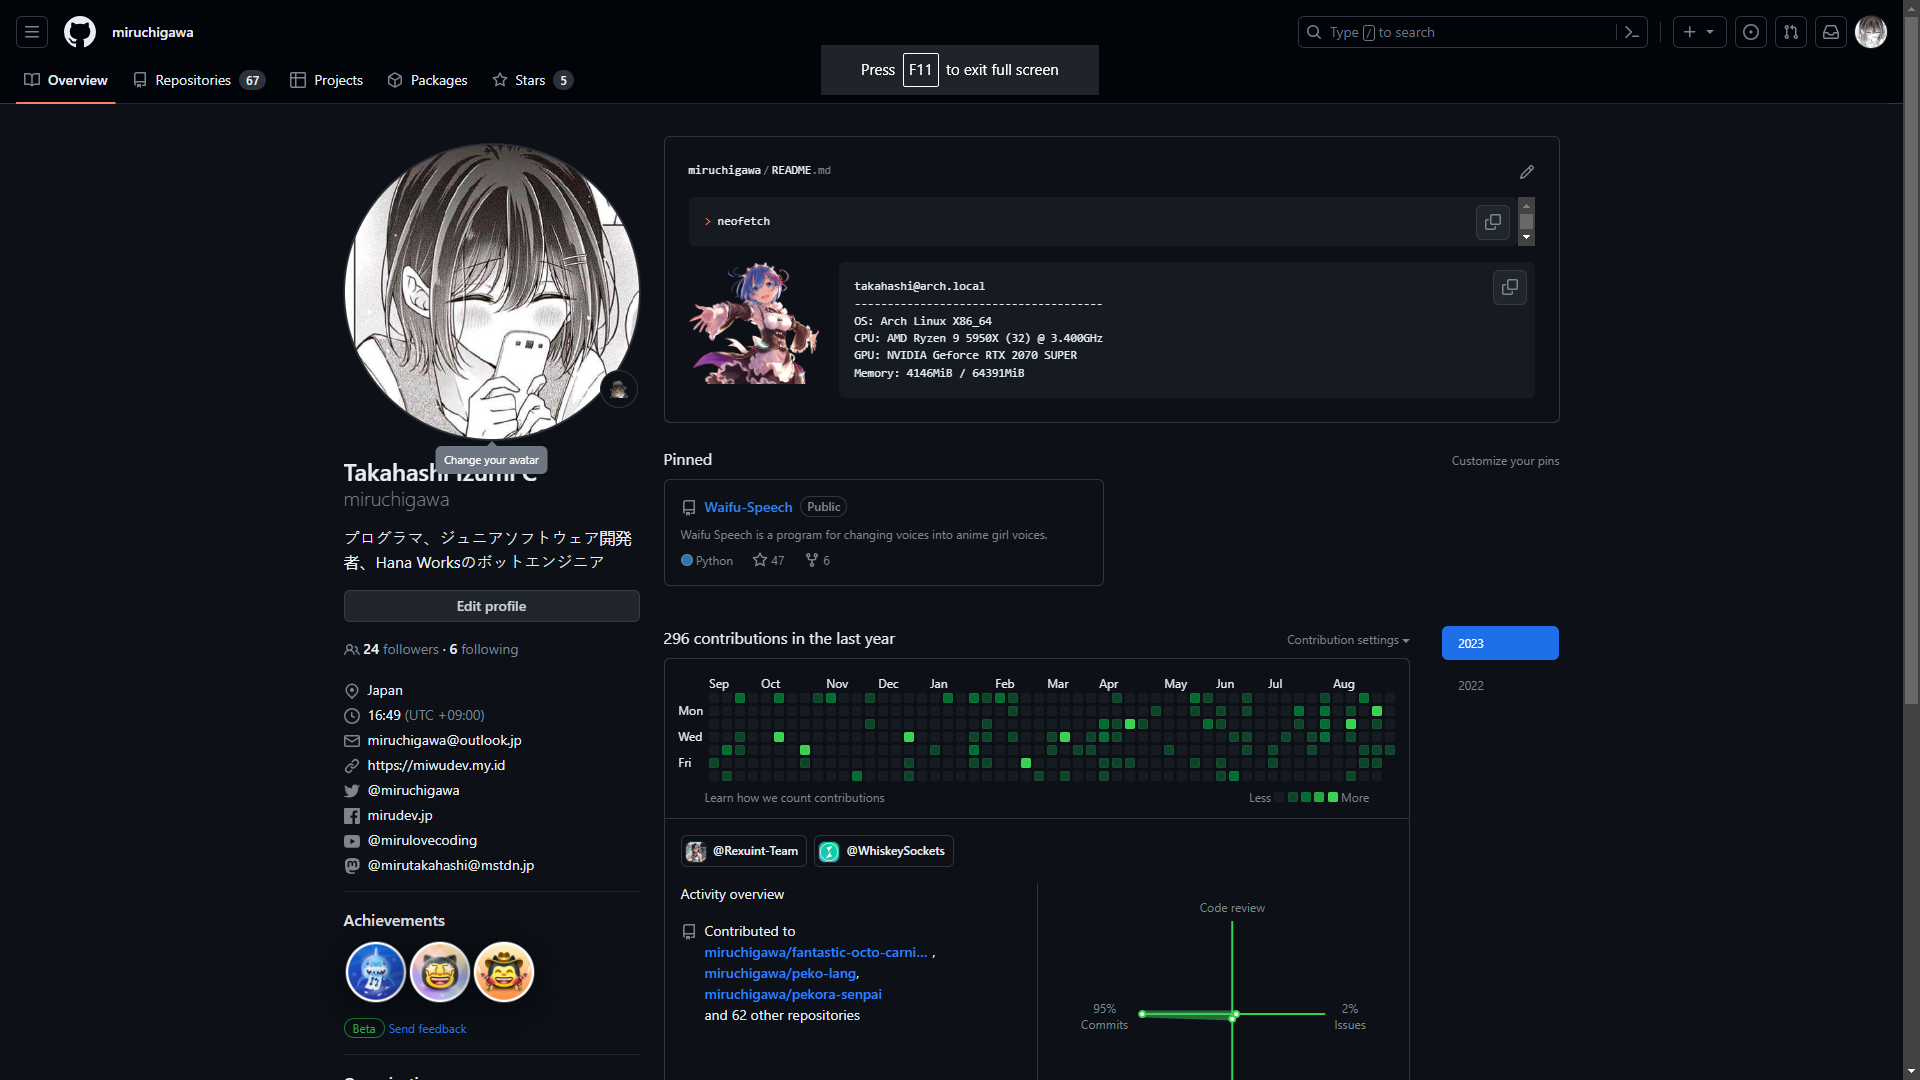 miruchigawa
Type / to search
Overview
Repositories 67
Projects
Packages
Stars 5
Press F11 to exit full screen
Change your avatar
miruchigawa
プログラマ、ジュニアソフトウェア開発
者、Hana Worksのボットエンジニア
Edit profile
24 followers · 6 following
Japan
16:49 (UTC +09:00)
miruchigawa@outlook.jp
https://miwudev.my.id
@miruchigawa
mirudev.jp
@mirulovecoding
@mirutakahashi@mstdn.jp
Achievements
Beta Send feedback
miruchigawa/README.md
> neofetch
takahashi@arch.local
--------------------------------------
OS: Arch Linux X86_64
CPU: AMD Ryzen 9 5950X (32) @ 3.400GHz
GPU: NVIDIA Geforce RTX 2070 SUPER
Memory: 4146MiB / 64391MiB
Pinned
Customize your pins
Waifu-Speech Public
Waifu Speech is a program for changing voices into anime girl voices.
Python 47 6
296 contributions in the last year
Contribution settings
2023
2022
Sep Oct Nov Dec Jan Feb Mar Apr May Jun Jul Aug
Mon
Wed
Fri
Learn how we count contributions
Less More
@Rexuint-Team
@WhiskeySockets
Activity overview
Contributed to
miruchigawa/fantastic-octo-carni... ,
miruchigawa/peko-lang,
miruchigawa/pekora-senpai
and 62 other repositories
Code review
95%
Commits
2%
Issues